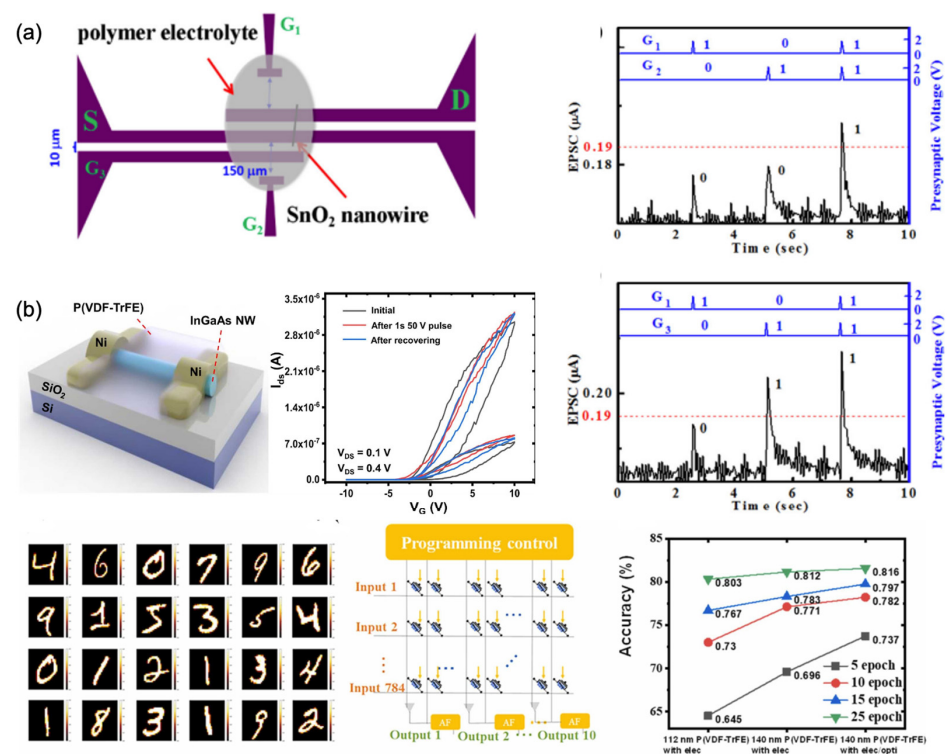 (a)
polymer electrolyte
G1
D
S
10 μm
G3
150 μm
SnO2 nanowire
G2
G1 1 0 1
G2 0 1 1
2
0
2
0
EPSC (μA)
0.19
0.18
0
0
1
Presynaptic Voltage (V)
0 2 4 6 8 10
Time (sec)
(b)
P(VDF-TrFE)
InGaAs NW
Ni
Ni
SiO2
Si
Ids (A)
3.5x10-6
2.8x10-6
2.1x10-6
1.4x10-6
7.0x10-7
0.0
Initial
After 1s 50 V pulse
After recovering
VDS = 0.1 V
VDS = 0.4 V
-10 -5 0 5 10
VG (V)
G1 1 0 1
G3 0 1 1
2
0
2
0
EPSC (μA)
0.20
0.19
0
1
1
Presynaptic Voltage (V)
0 2 4 6 8 10
Time (sec)
4 6 0 7 9 6
9 1 5 3 5 4
0 1 2 1 3 4
1 8 3 1 9 2
Programming control
Input 1
Input 2
Input 784
AF AF AF
Output 1 Output 2 Output 10
Accuracy (%)
85
80
75
70
65
0.803 0.812 0.816
0.767 0.783 0.797
0.73 0.771 0.782
0.645 0.696 0.737
5 epoch
10 epoch
15 epoch
25 epoch
112 nm P(VDF-TrFE) 140 nm P(VDF-TrFE) 140 nm P(VDF-TrFE)
with elec with elec with elec/opti